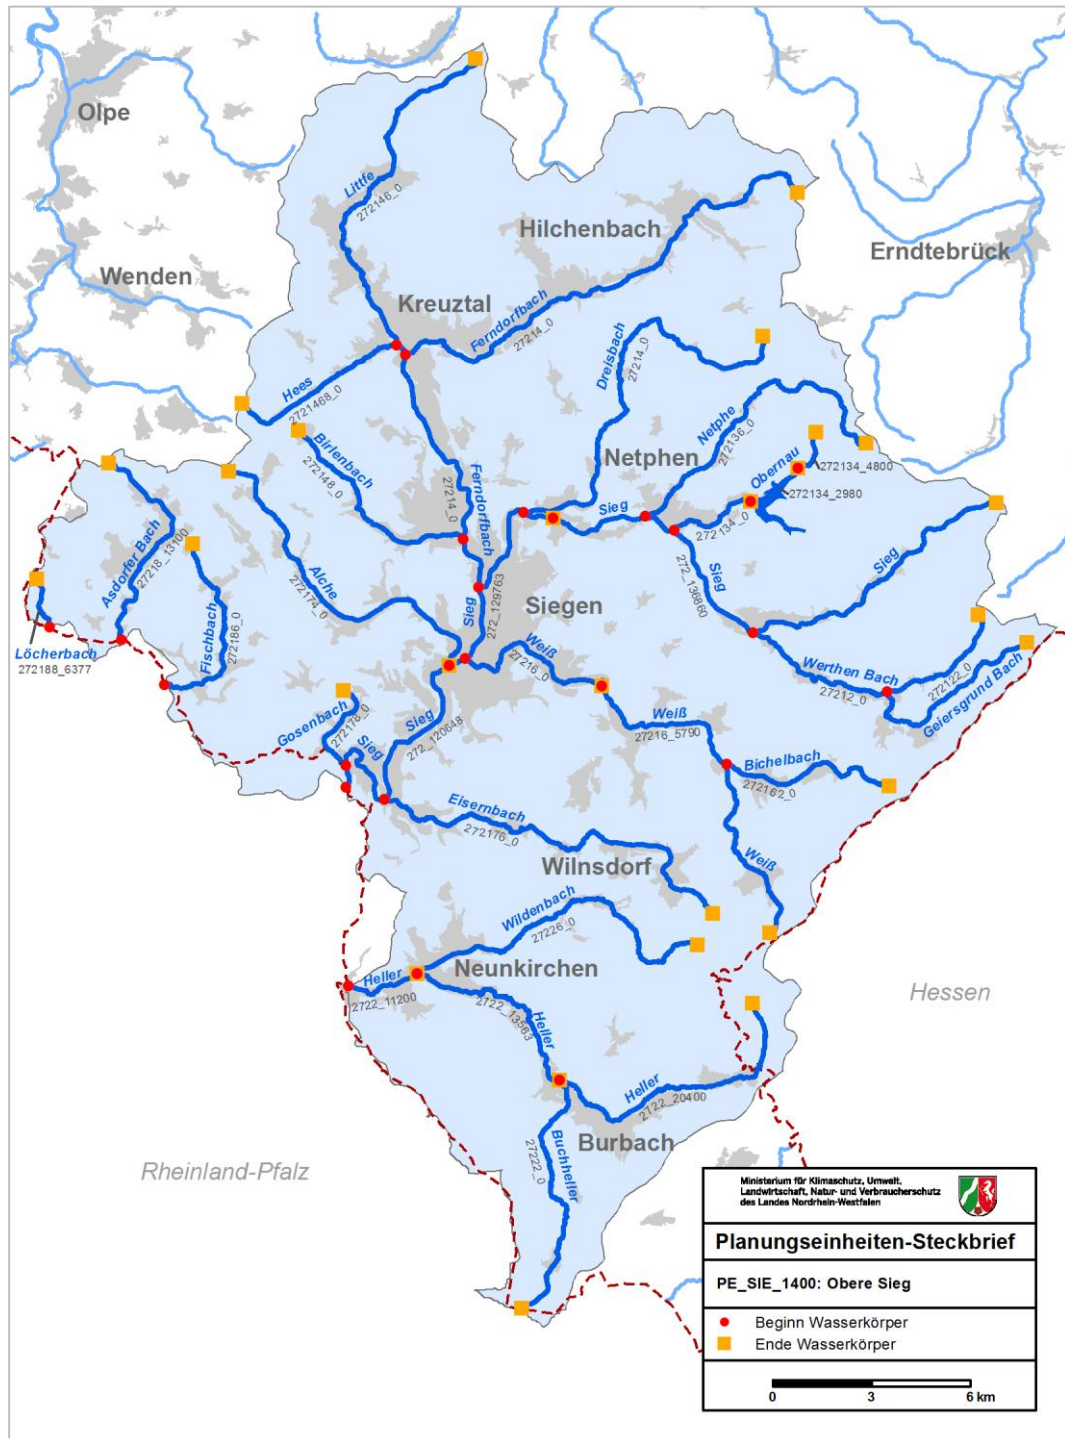 Olpe
Littfe
272146_0
Hilchenbach
Erndtebrück
Wenden
Kreuztal
Ferndorfbach
27214_0
Dreisbach
27214_0
Hees
2721468_0
Netphe
272136_0
Birlenbach
272148_0
Netphen
Obernau
272134_4800
272134_2980
272134_0
Ferndorfbach
27214_0
Sieg
Asdorfer Bach
27218_13100
Alche
272174_0
Sieg
Sieg
272_136860
Fischbach
272186_0
Sieg
272_129763
Siegen
Löcherbach
272188_6377
Weiß
27216_0
Werthen Bach
27212_0
272122_0
Geiersgrund Bach
Gosenbach
272178_0
Sieg
Sieg
272_120648
Weiß
27216_5790
Bichelbach
272162_0
Eisernbach
272176_0
Weiß
Wilnsdorf
Wildenbach
27226_0
Neunkirchen
Heller
2722_11200
Hessen
2722_13563
Heller
Heller
2722_20400
Burbach
Buchheller
27222_0
Rheinland-Pfalz
Ministerium für Klimaschutz, Umwelt,
Landwirtschaft, Natur- und Verbraucherschutz
des Landes Nordrhein-Westfalen
Planungseinheiten-Steckbrief
PE_SIE_1400: Obere Sieg
Beginn Wasserkörper
Ende Wasserkörper
0 3 6 km